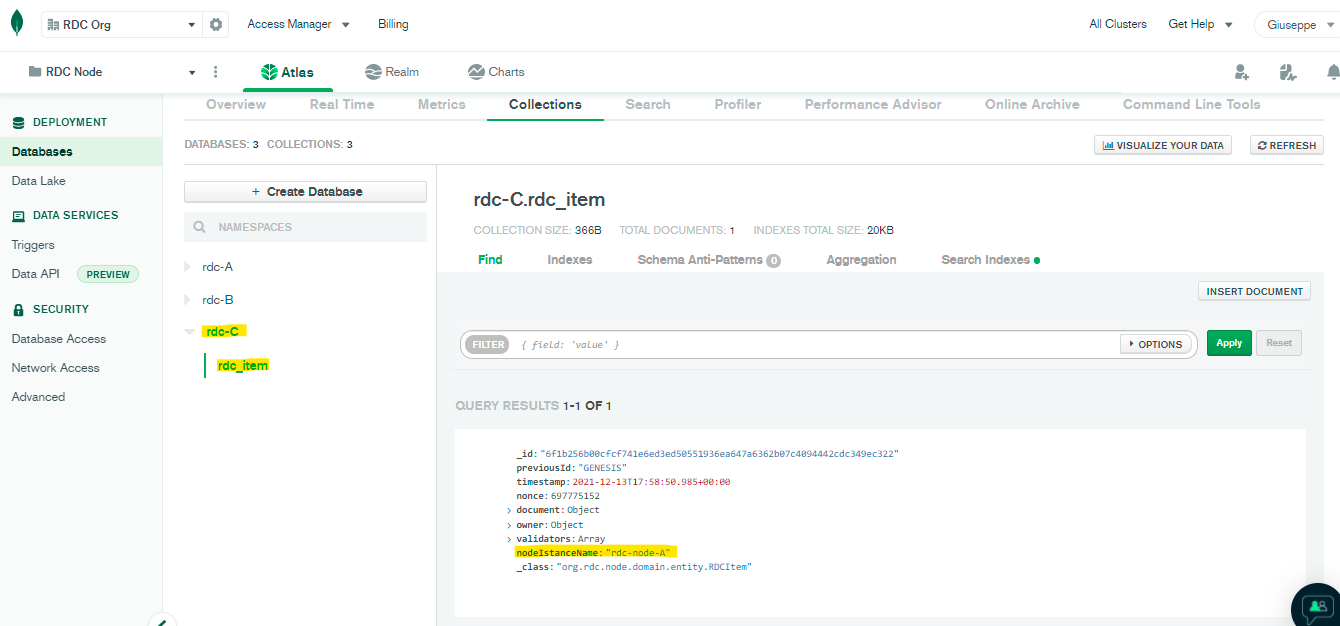 RDC Org Access Manager Billing All Clusters Get Help Giuseppe
RDC Node Atlas Realm Charts
Overview Real Time Metrics Collections Search Profiler Performance Advisor Online Archive Command Line Tools
DEPLOYMENT
Databases
Data Lake
DATA SERVICES
Triggers
Data API PREVIEW
SECURITY
Database Access
Network Access
Advanced
DATABASES: 3 COLLECTIONS: 3
VISUALIZE YOUR DATA REFRESH
+ Create Database
NAMESPACES
rdc-A
rdc-B
rdc-C
rdc_item
rdc-C.rdc_item
COLLECTION SIZE: 366B TOTAL DOCUMENTS: 1 INDEXES TOTAL SIZE: 20KB
Find Indexes Schema Anti-Patterns 0 Aggregation Search Indexes
INSERT DOCUMENT
FILTER { field: 'value' } OPTIONS Apply Reset
QUERY RESULTS 1-1 OF 1
_id: "6f1b256b00cfcf741e6ed3ed50551936ea647a6362b07c4094442cdc349ec322"
previousId: "GENESIS"
timestamp: 2021-12-13T17:58:50.985+00:00
nonce: 697775152
document: Object
owner: Object
validators: Array
nodeIstanceName: "rdc-node-A"
_class: "org.rdc.node.domain.entity.RDCItem"